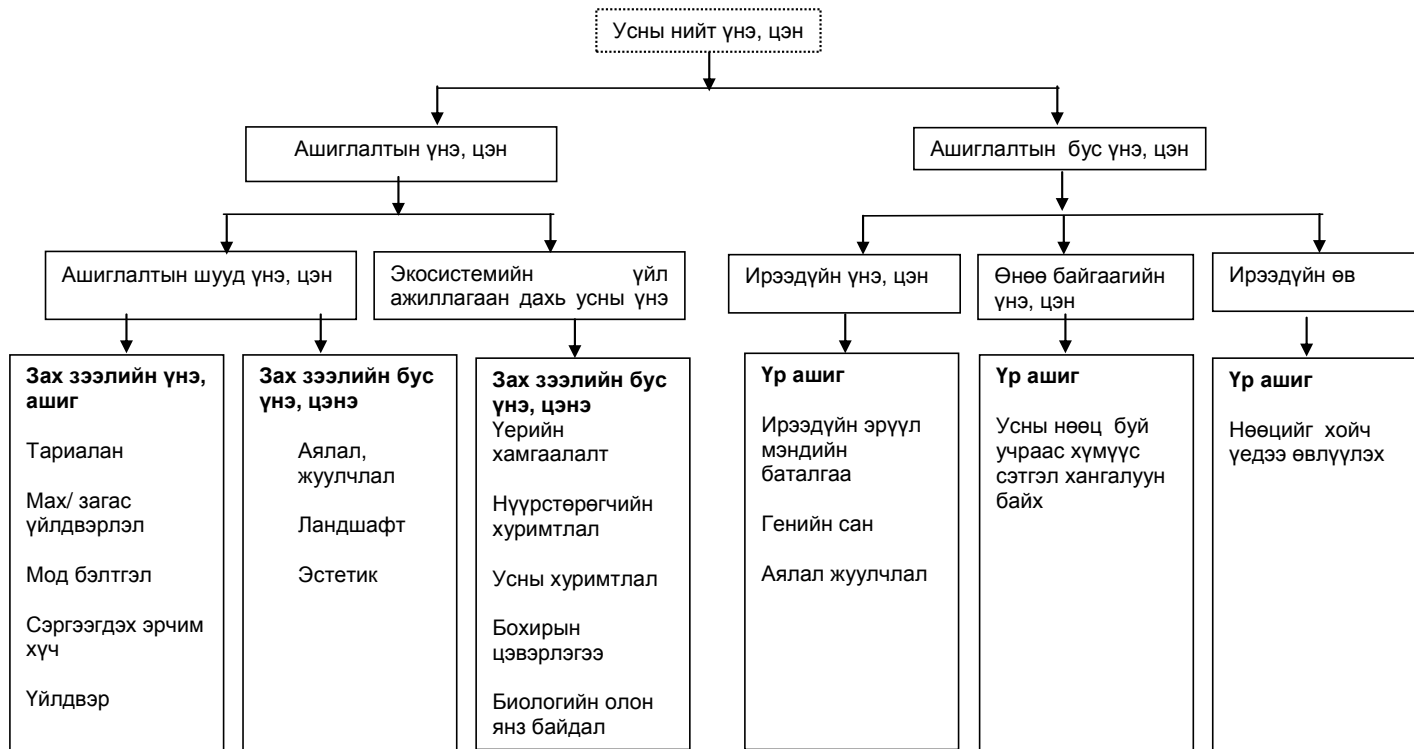 Усны нийт үнэ, цэн
Ашиглалтын үнэ, цэн
Ашиглалтын бус үнэ, цэн
Ашиглалтын шууд үнэ, цэн
Экосистемийн үйл
ажиллагаан дахь усны үнэ
Ирээдүйн үнэ, цэн
Өнөө байгаагийн
үнэ, цэн
Ирээдүйн өв
Зах зээлийн үнэ,
ашиг
Тариалан
Мах/ загас
үйлдвэрлэл
Мод бэлтгэл
Сэргээгдэх эрчим
хүч
Үйлдвэр
Зах зээлийн бус
үнэ, цэнэ
Аялал,
жуулчлал
Ландшафт
Эстетик
Зах зээлийн бус
үнэ, цэнэ
Үерийн
хамгаалалт
Нүүрстөрөгчийн
хуримтлал
Усны хуримтлал
Бохирын
цэвэрлэгээ
Биологийн олон
янз байдал
Үр ашиг
Ирээдүйн эрүүл
мэндийн
баталгаа
Генийн сан
Аялал жуулчлал
Үр ашиг
Усны нөөц буй
учраас хүмүүс
сэтгэл хангалуун
байх
Үр ашиг
Нөөцийг хойч
үедээ өвлүүлэх